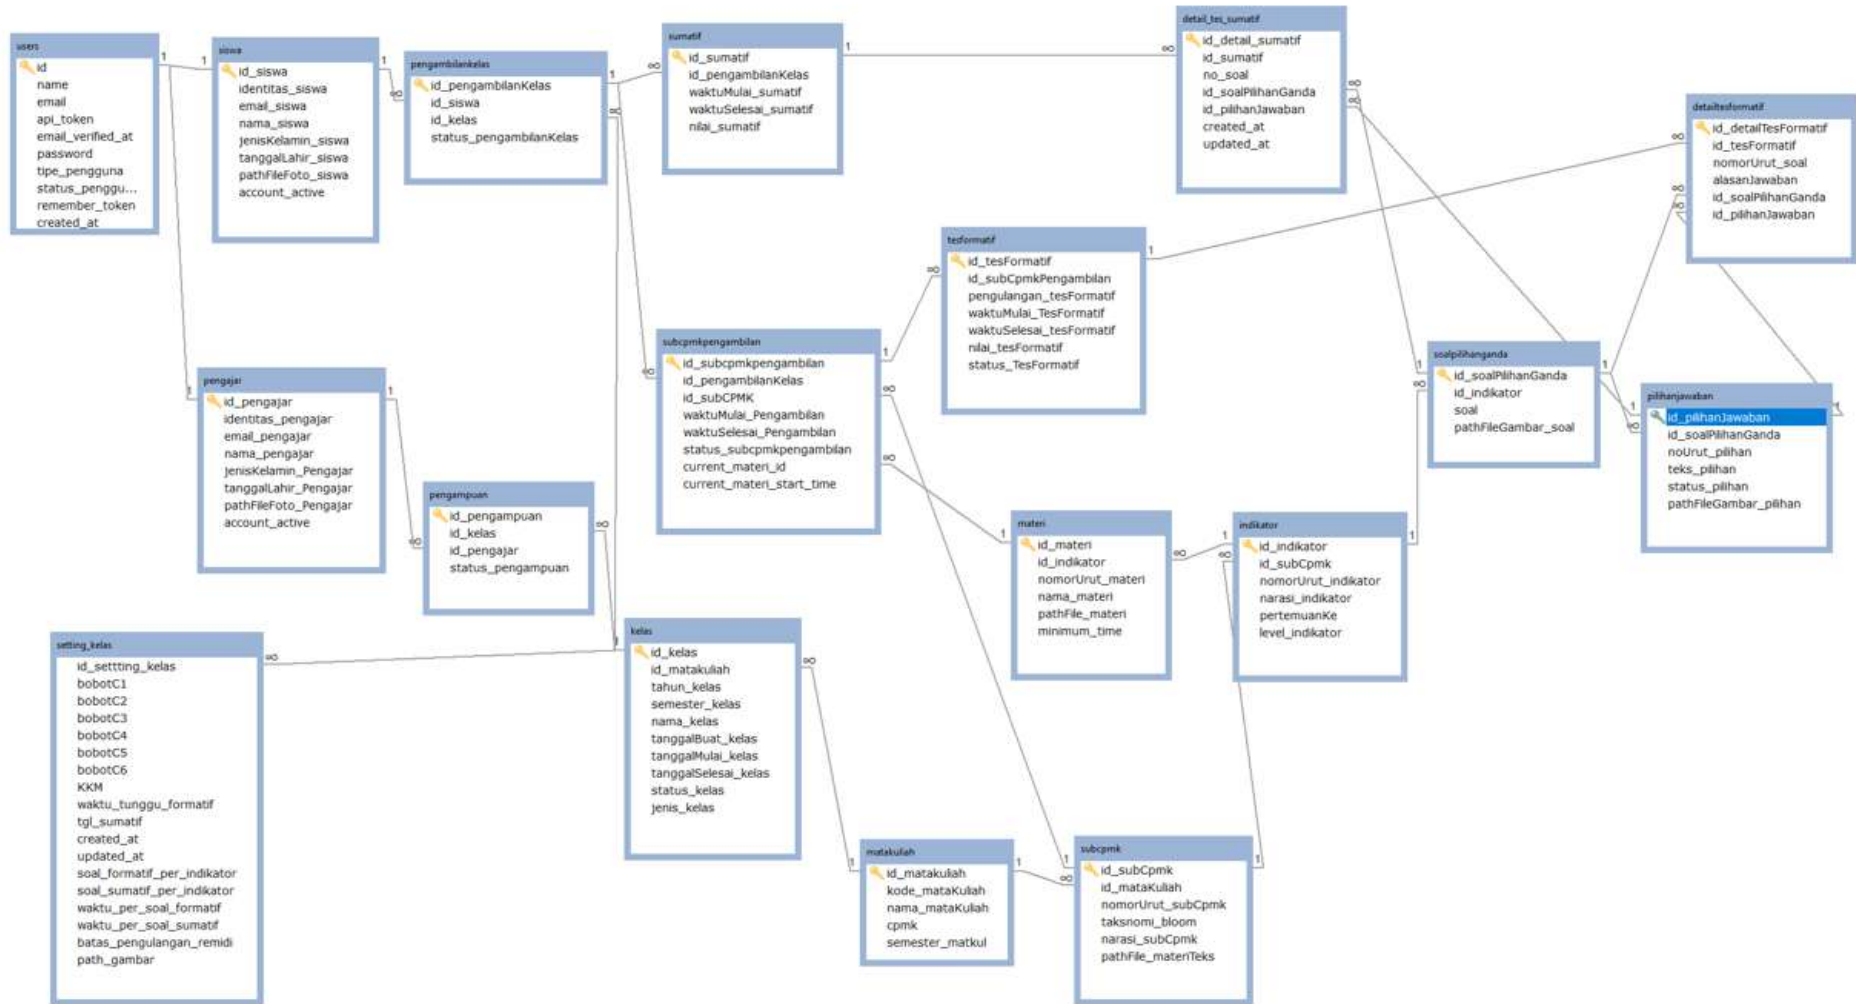 users
id
name
email
api_token
email_verified_at
password
tipe_pengguna
status_penggu...
remember_token
created_at
siswa
id_siswa
identitas_siswa
email_siswa
nama_siswa
jenisKelamin_siswa
tanggalLahir_siswa
pathFileFoto_siswa
account_active
pengambilankelas
id_pengambilanKelas
id_siswa
id_kelas
status_pengambilanKelas
sumatif
id_sumatif
id_pengambilanKelas
waktuMulai_sumatif
waktuSelesai_sumatif
nilai_sumatif
detail_tes_sumatif
id_detail_sumatif
id_sumatif
no_soal
id_soalPilihanGanda
id_pilihanJawaban
created_at
updated_at
detailtesformatif
id_detailTesFormatif
id_tesFormatif
nomorUrut_soal
alasanJawaban
id_soalPilihanGanda
id_pilihanJawaban
tesformatif
id_tesFormatif
id_subCpmkPengambilan
pengulangan_tesFormatif
waktuMulai_TesFormatif
waktuSelesai_tesFormatif
nilai_tesFormatif
status_TesFormatif
subcpmkpengambilan
id_subcpmkpengambilan
id_pengambilanKelas
id_subCPMK
waktuMulai_Pengambilan
waktuSelesai_Pengambilan
status_subcpmkpengambilan
current_materi_id
current_materi_start_time
soalpilihanganda
id_soalPilihanGanda
id_indikator
soal
pathFileGambar_soal
pilihanjawaban
id_pilihanJawaban
id_soalPilihanGanda
noUrut_pilihan
teks_pilihan
status_pilihan
pathFileGambar_pilihan
pengajar
id_pengajar
identitas_pengajar
email_pengajar
nama_pengajar
jenisKelamin_Pengajar
tanggalLahir_Pengajar
pathFileFoto_Pengajar
account_active
pengampuan
id_pengampuan
id_kelas
id_pengajar
status_pengampuan
materi
id_materi
id_indikator
nomorUrut_materi
nama_materi
pathFile_materi
minimum_time
indikator
id_indikator
id_subCpmk
nomorUrut_indikator
narasi_indikator
pertemuanKe
level_indikator
setting_kelas
id_settting_kelas
bobotC1
bobotC2
bobotC3
bobotC4
bobotC5
bobotC6
KKM
waktu_tunggu_formatif
tgl_sumatif
created_at
updated_at
soal_formatif_per_indikator
soal_sumatif_per_indikator
waktu_per_soal_formatif
waktu_per_soal_sumatif
batas_pengulangan_remidi
path_gambar
kelas
id_kelas
id_matakuliah
tahun_kelas
semester_kelas
nama_kelas
tanggalBuat_kelas
tanggalMulai_kelas
tanggalSelesai_kelas
status_kelas
jenis_kelas
matakuliah
id_matakuliah
kode_mataKuliah
nama_mataKuliah
cpmk
semester_matkul
subcpmk
id_subCpmk
id_mataKuliah
nomorUrut_subCpmk
taksnomi_bloom
narasi_subCpmk
pathFile_materiTeks